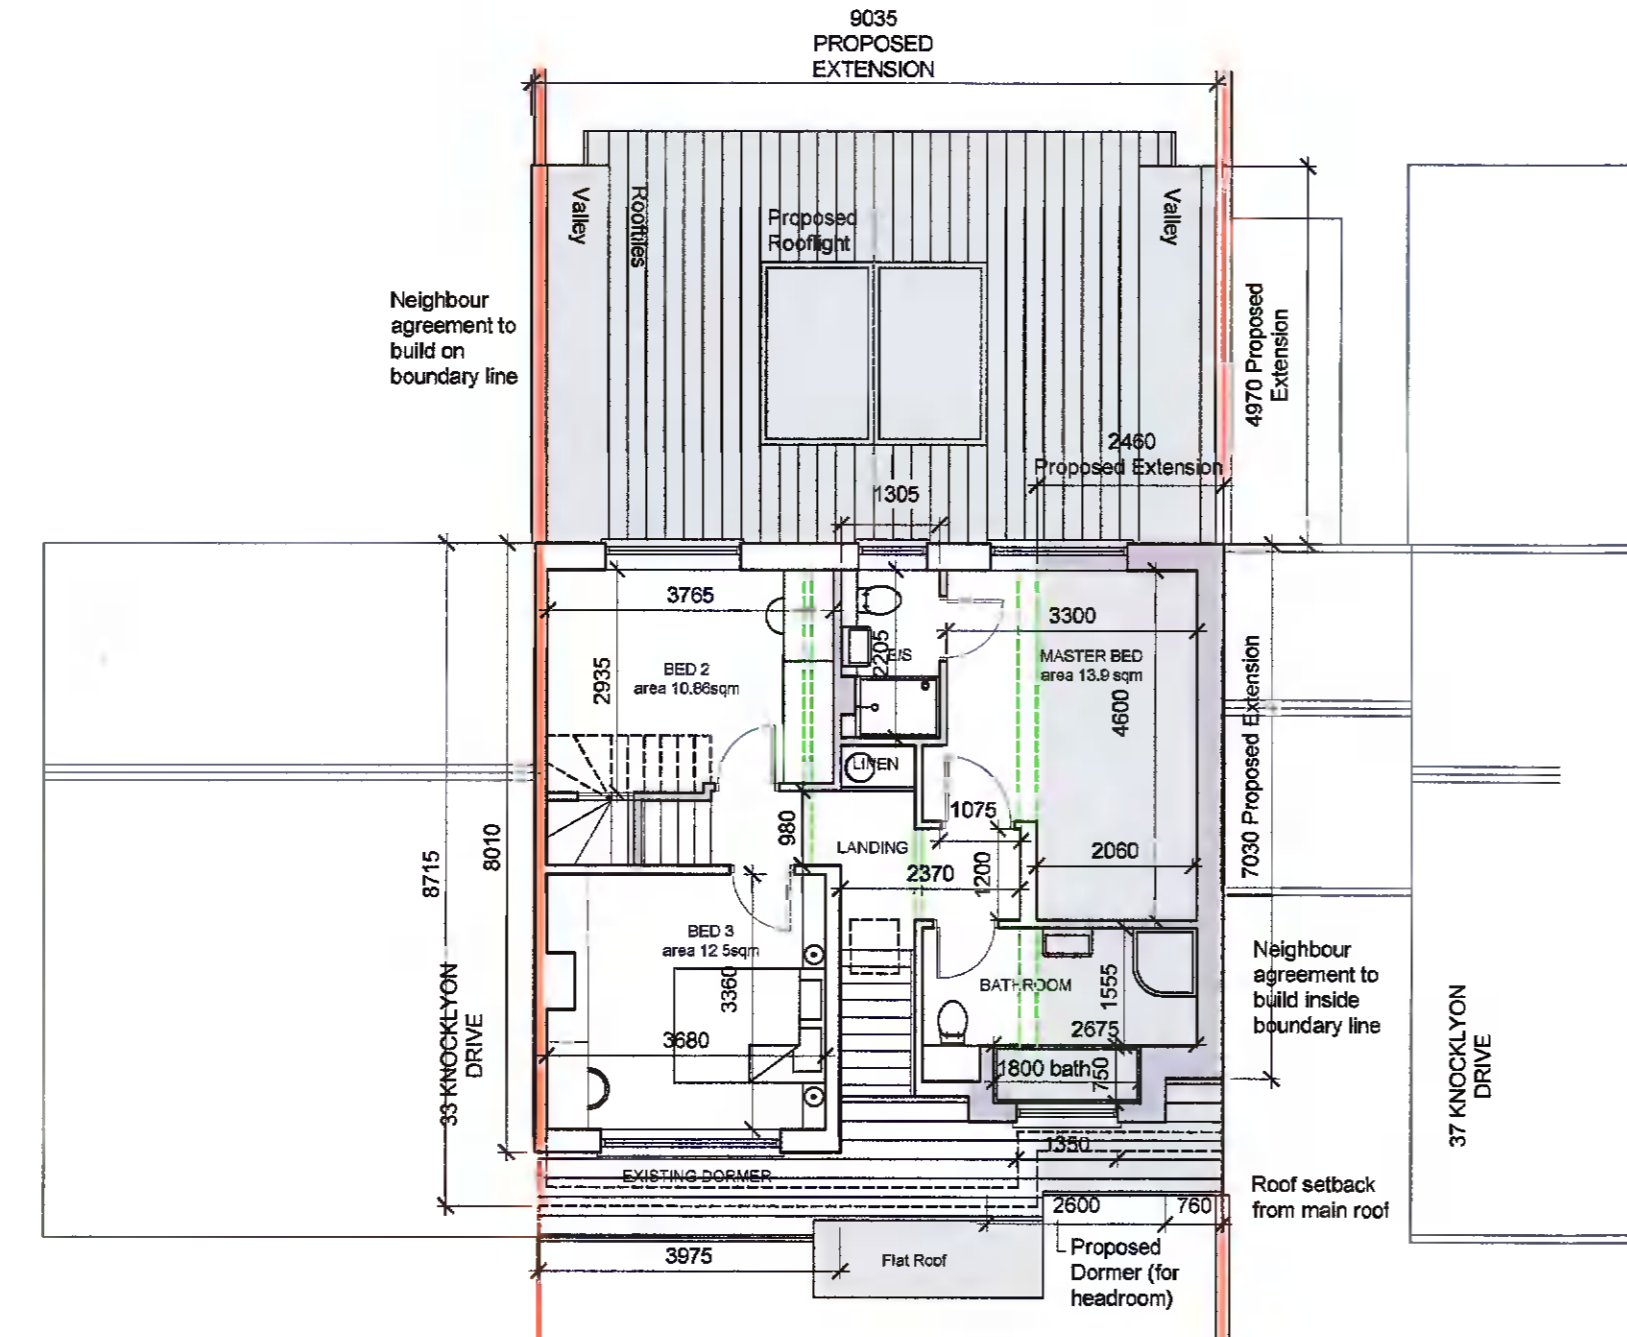 9035
PROPOSED
EXTENSION
Valley
Rooftiles
Proposed
Rooflight
Valley
Neighbour
agreement to
build on
boundary line
4970 Proposed
Extension
2460
Proposed Extension
1305
3765
3300
2205
E/S
BED 2
area 10.86sqm
MASTER BED
area 13.9 sqm
2935
4600
7030 Proposed Extension
LINEN
1075
980
LANDING
2060
8715
8010
2370
1200
BED 3
area 12.5sqm
3360
BATHROOM
1555
Neighbour
agreement to
build inside
boundary line
33 KNOCKLYON
DRIVE
37 KNOCKLYON
DRIVE
3680
2675
1800 bath
750
1350
EXISTING DORMER
Roof setback
from main roof
2600
760
3975
Flat Roof
Proposed
Dormer (for
headroom)